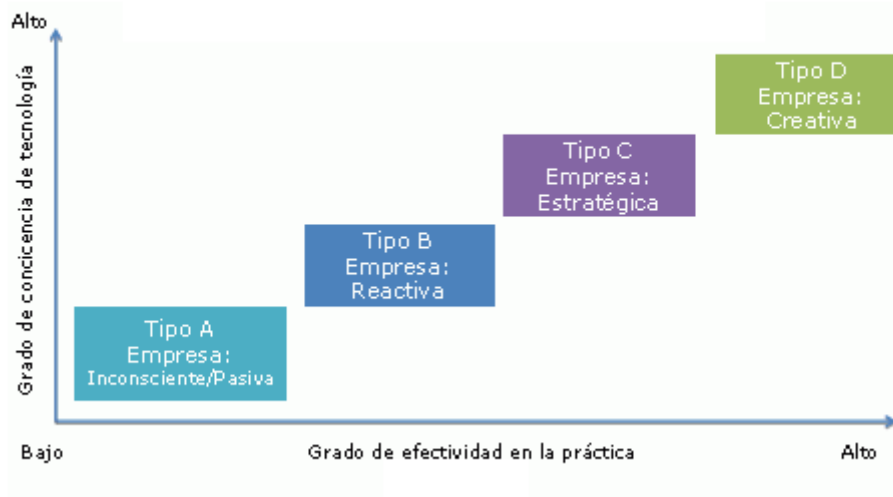 Alto
Grado de concicencia de tecnología
Tipo D
Empresa:
Creativa
Tipo C
Empresa:
Estratégica
Tipo B
Empresa:
Reactiva
Tipo A
Empresa:
Inconsciente/Pasiva
Bajo
Grado de efectividad en la práctica
Alto